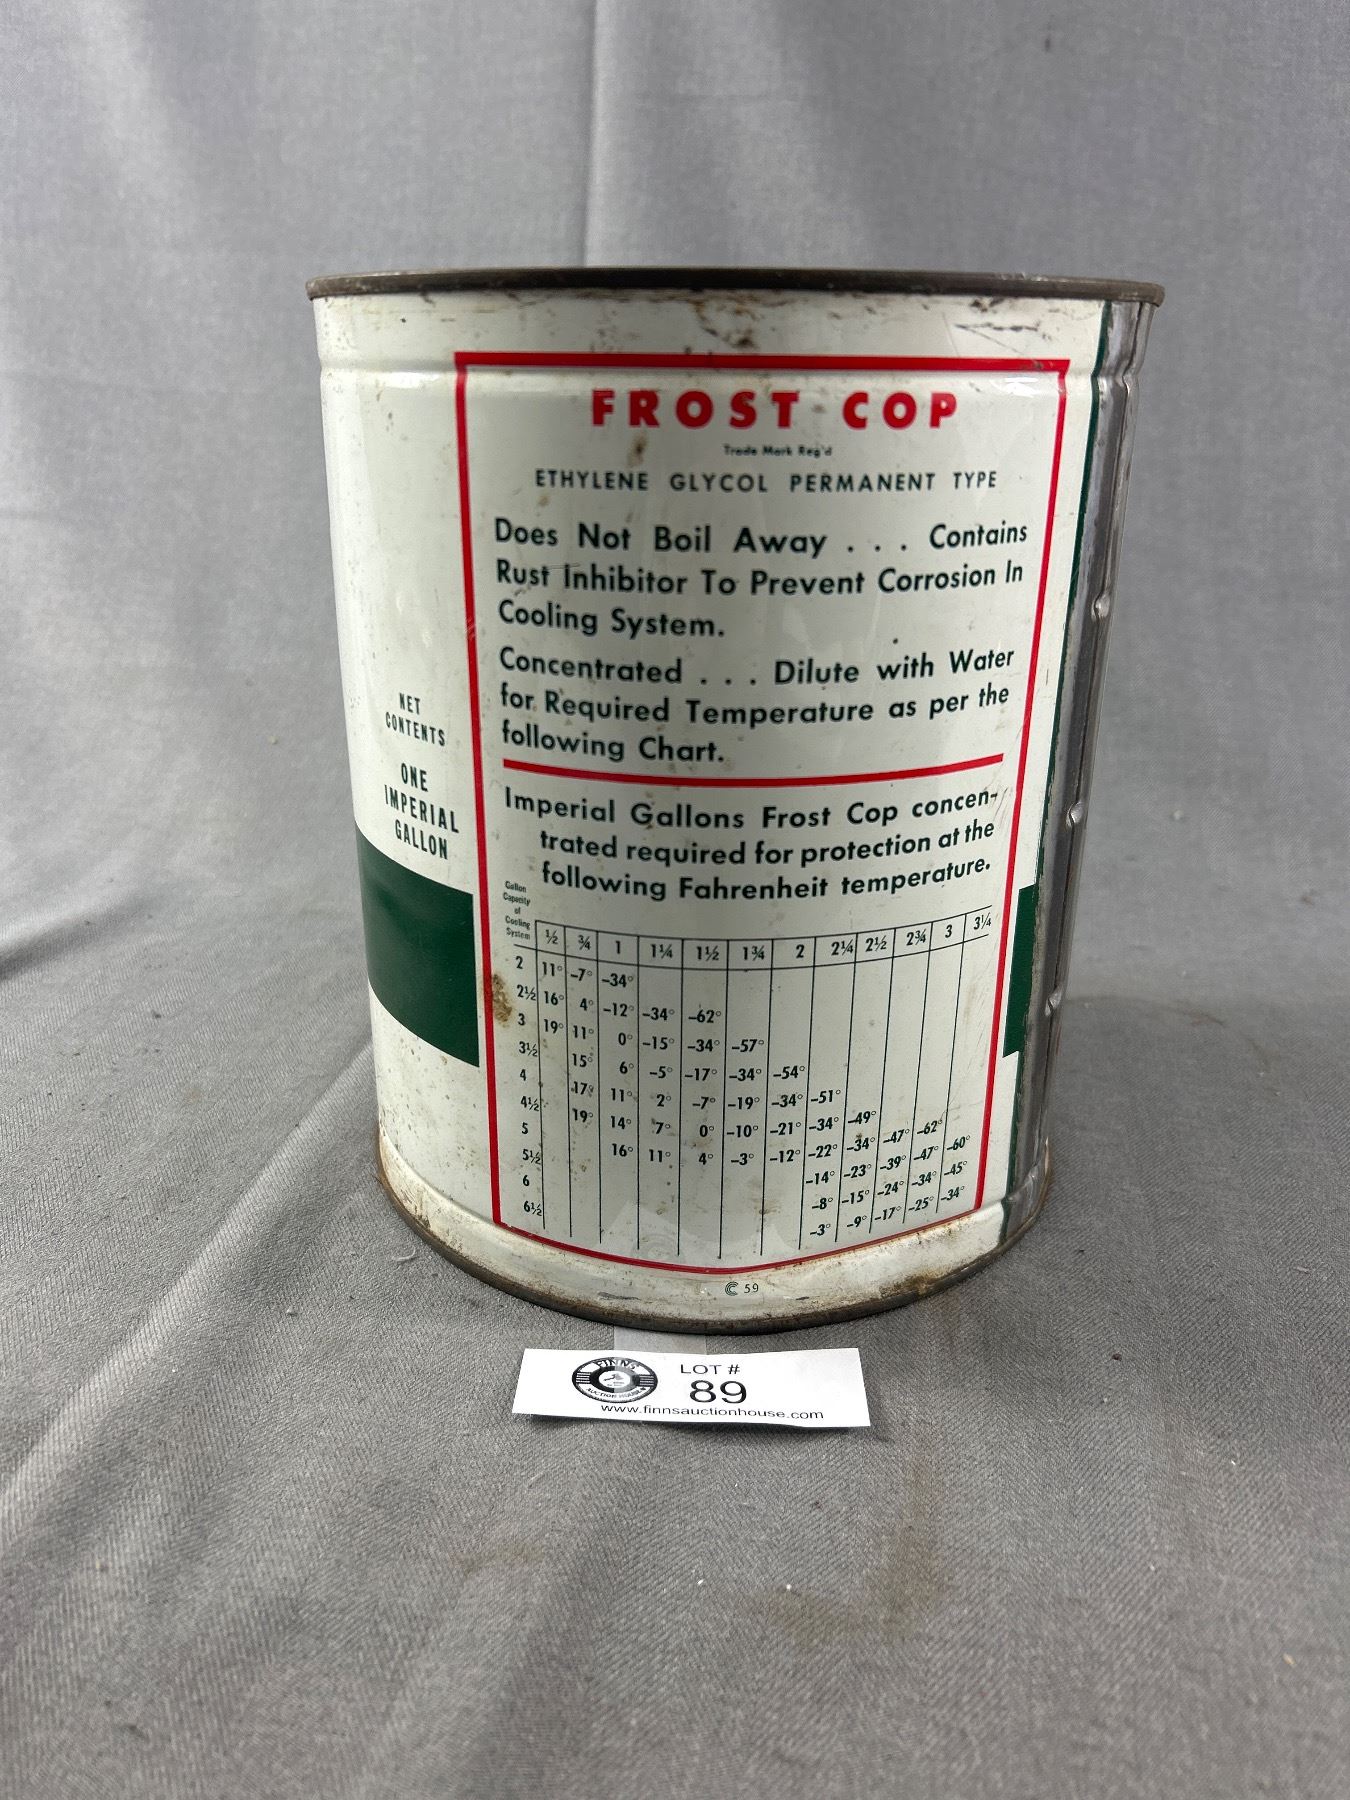 FROST COP
Trade Mark Reg'd
ETHYLENE GLYCOL PERMANENT TYPE
Does Not Boil Away . . . Contains
Rust Inhibitor To Prevent Corrosion In
Cooling System.
Concentrated . . . Dilute with Water
for Required Temperature as per the
following Chart.
Imperial Gallons Frost Cop concen-
trated required for protection at the
following Fahrenheit temperature.
Gallon
Capacity
of
Cooling
System
½ ¾ 1 1¼ 1½ 1¾ 2 2¼ 2½ 2¾ 3 3¼
2 11° -7° -34°
2½ 16° 4° -12° -34° -62°
3 19° 11° 0° -15° -34° -57°
3½ 15° 6° -5° -17° -34° -54°
4 17° 11° 2° -7° -19° -34° -51°
4½ 19° 14° 7° 0° -10° -21° -34° -49°
5 16° 11° 4° -3° -12° -22° -34° -47° -62°
5½ -14° -23° -39° -47° -60°
6 -8° -15° -24° -34° -45°
6½ -3° -9° -17° -25° -34°
C 59
NET
CONTENTS
ONE
IMPERIAL
GALLON
FINNS
AUCTION HOUSE
LOT #
89
www.finnsauctionhouse.com